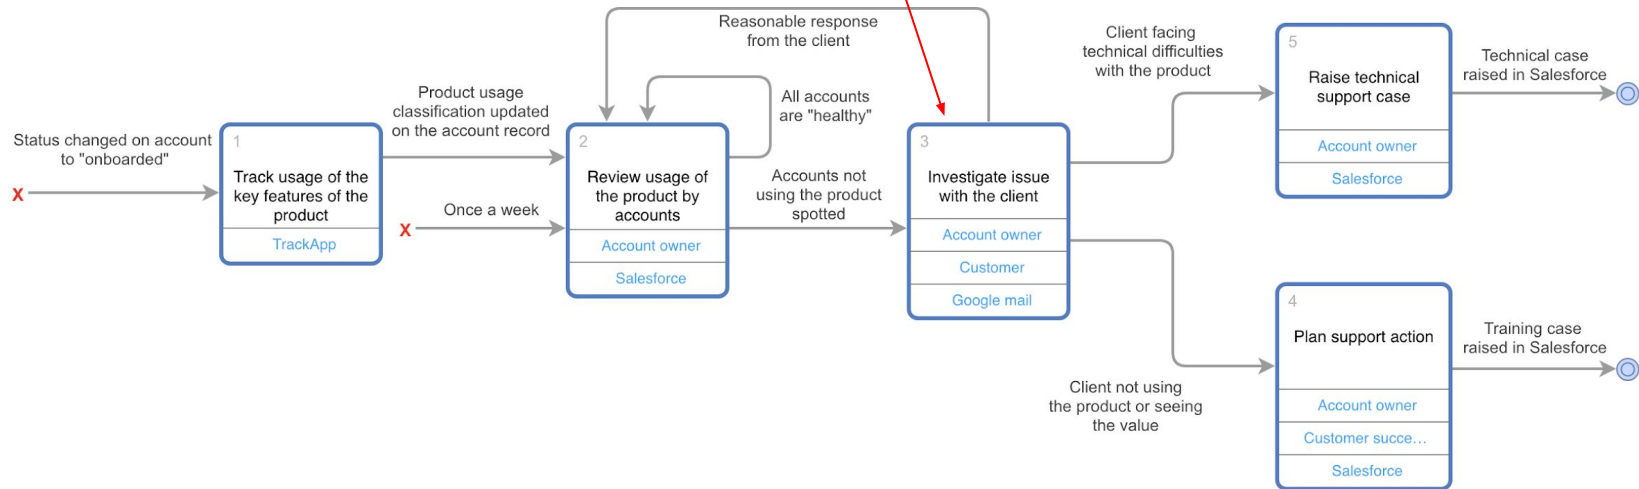 Status changed on account
to "onboarded"
X
1
Track usage of the
key features of the
product
TrackApp
Product usage
classification updated
on the account record
X
Once a week
2
Review usage of
the product by
accounts
Account owner
Salesforce
Reasonable response
from the client
All accounts
are "healthy"
Accounts not
using the product
spotted
3
Investigate issue
with the client
Account owner
Customer
Google mail
Client facing
technical difficulties
with the product
5
Raise technical
support case
Account owner
Salesforce
Technical case
raised in Salesforce
Client not using
the product or seeing
the value
4
Plan support action
Account owner
Customer succe...
Salesforce
Training case
raised in Salesforce